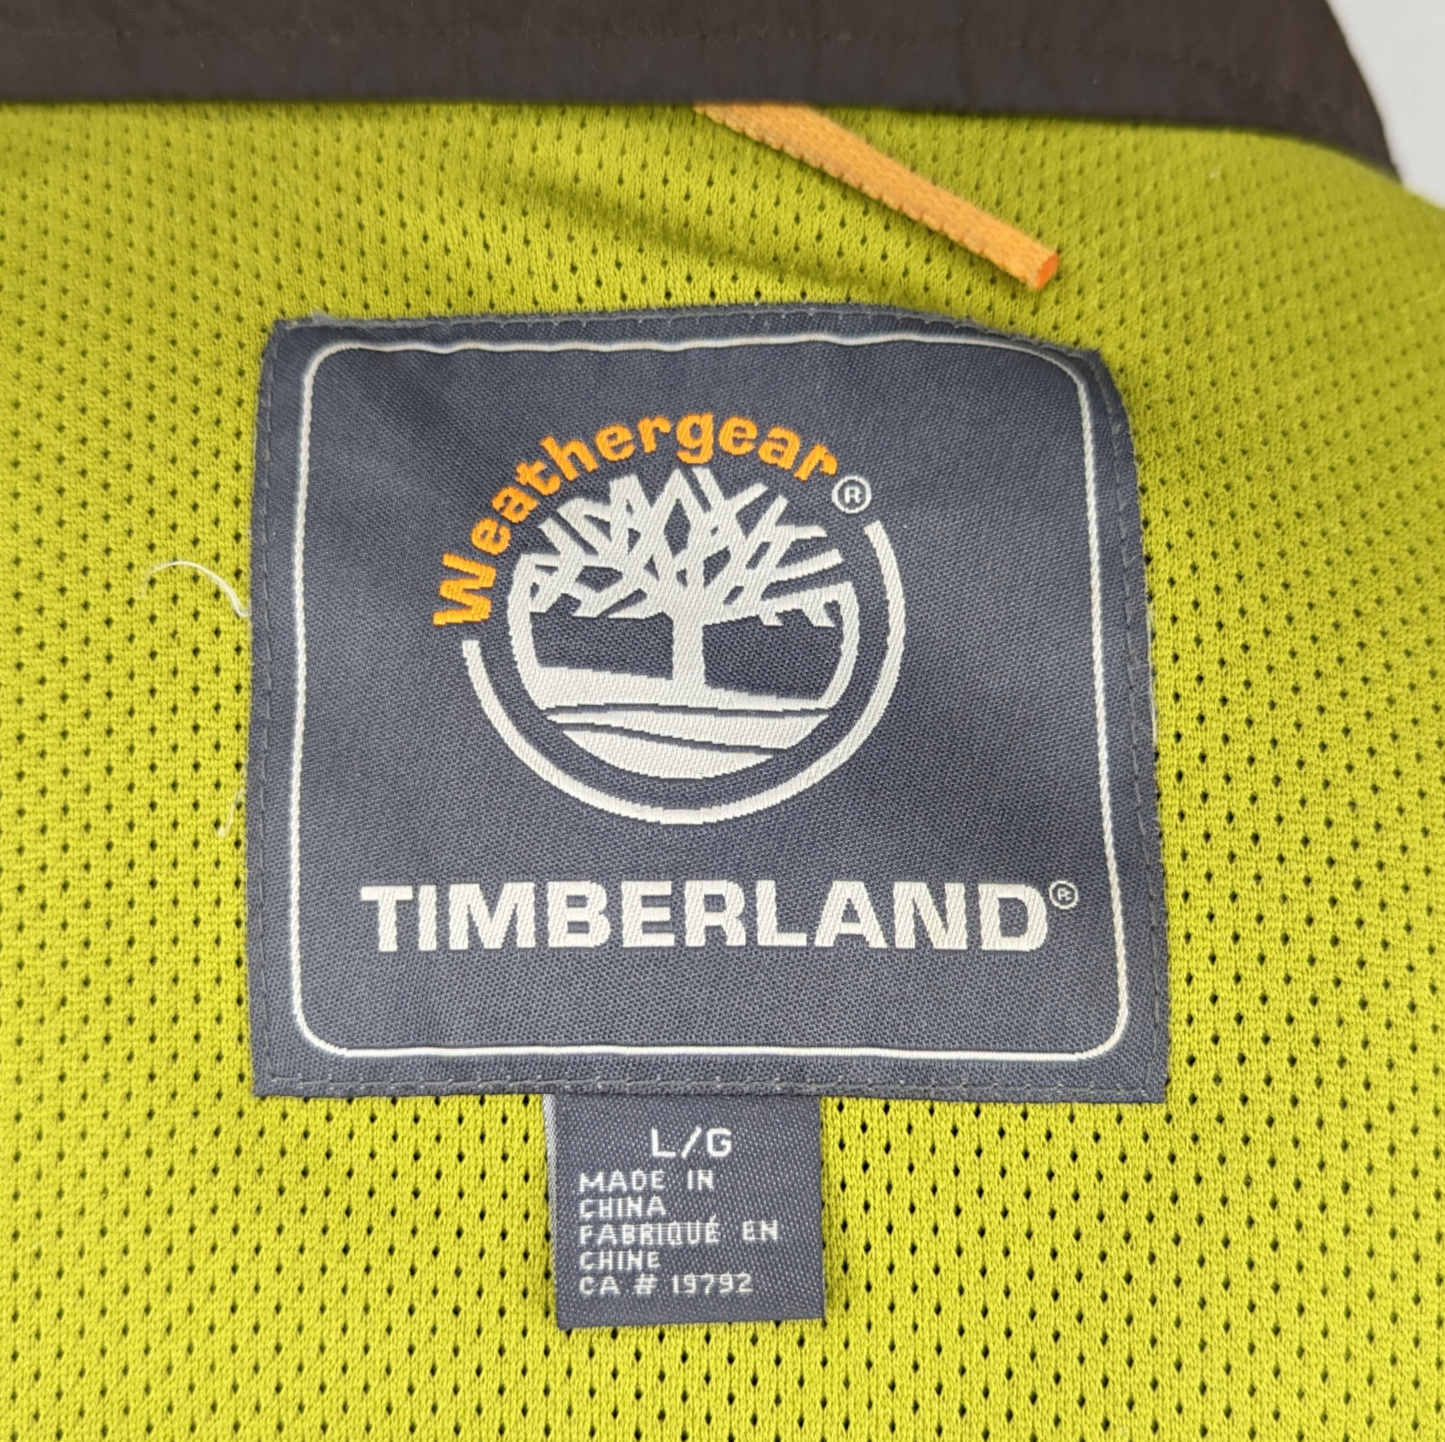 Weathergear®
TIMBERLAND®
L/G
MADE IN
CHINA
FABRIQUÉ EN
CHINE
CA # 19792